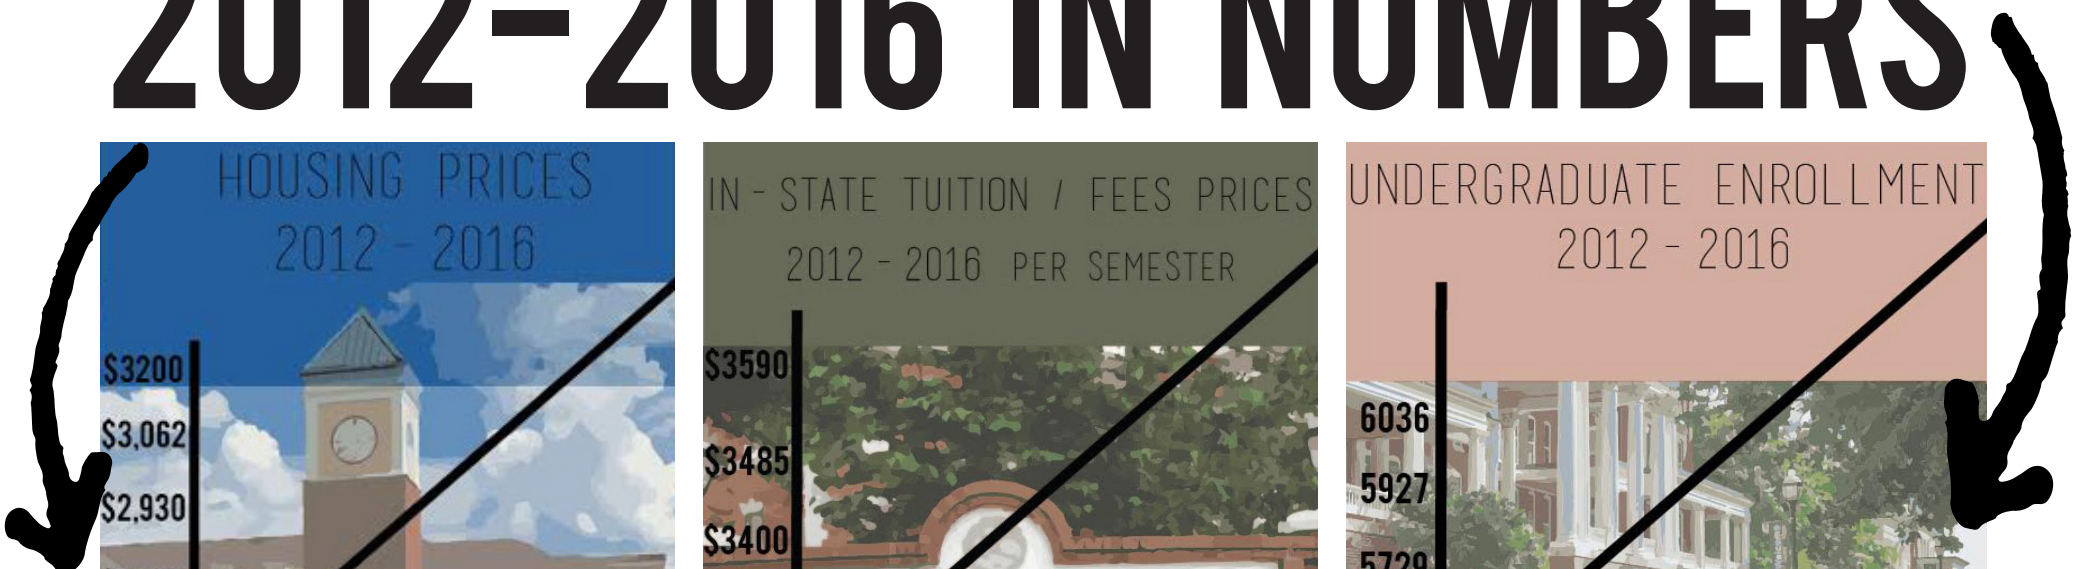 2012-2016 IN NUMBERS
HOUSING PRICES
2012 - 2016
$3200
$3,062
$2,930
IN - STATE TUITION / FEES PRICES
2012 - 2016 PER SEMESTER
$3590
$3485
$3400
UNDERGRADUATE ENROLLMENT
2012 - 2016
6036
5927
5729